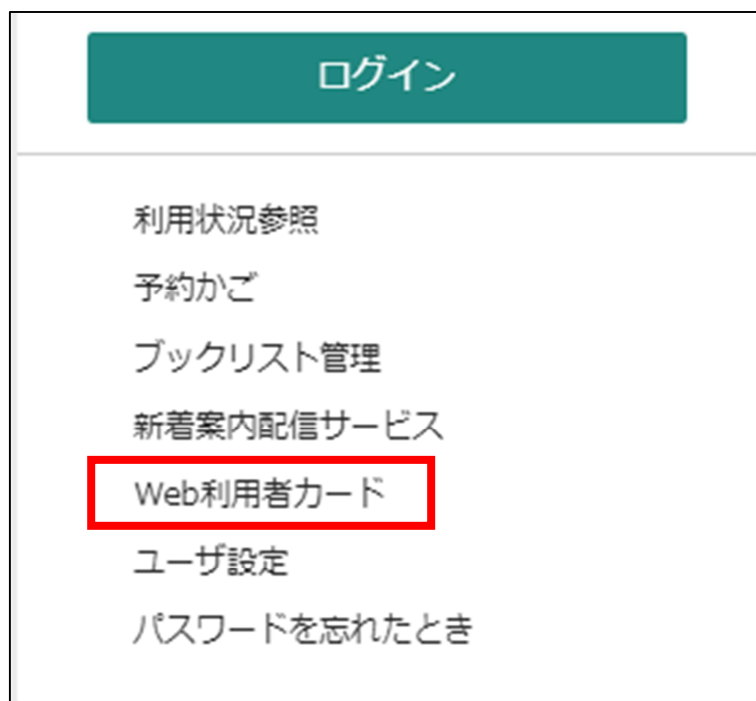 ログイン
利用状況参照
予約かご
ブックリスト管理
新着案内配信サービス
Web利用者カード
ユーザ設定
パスワードを忘れたとき